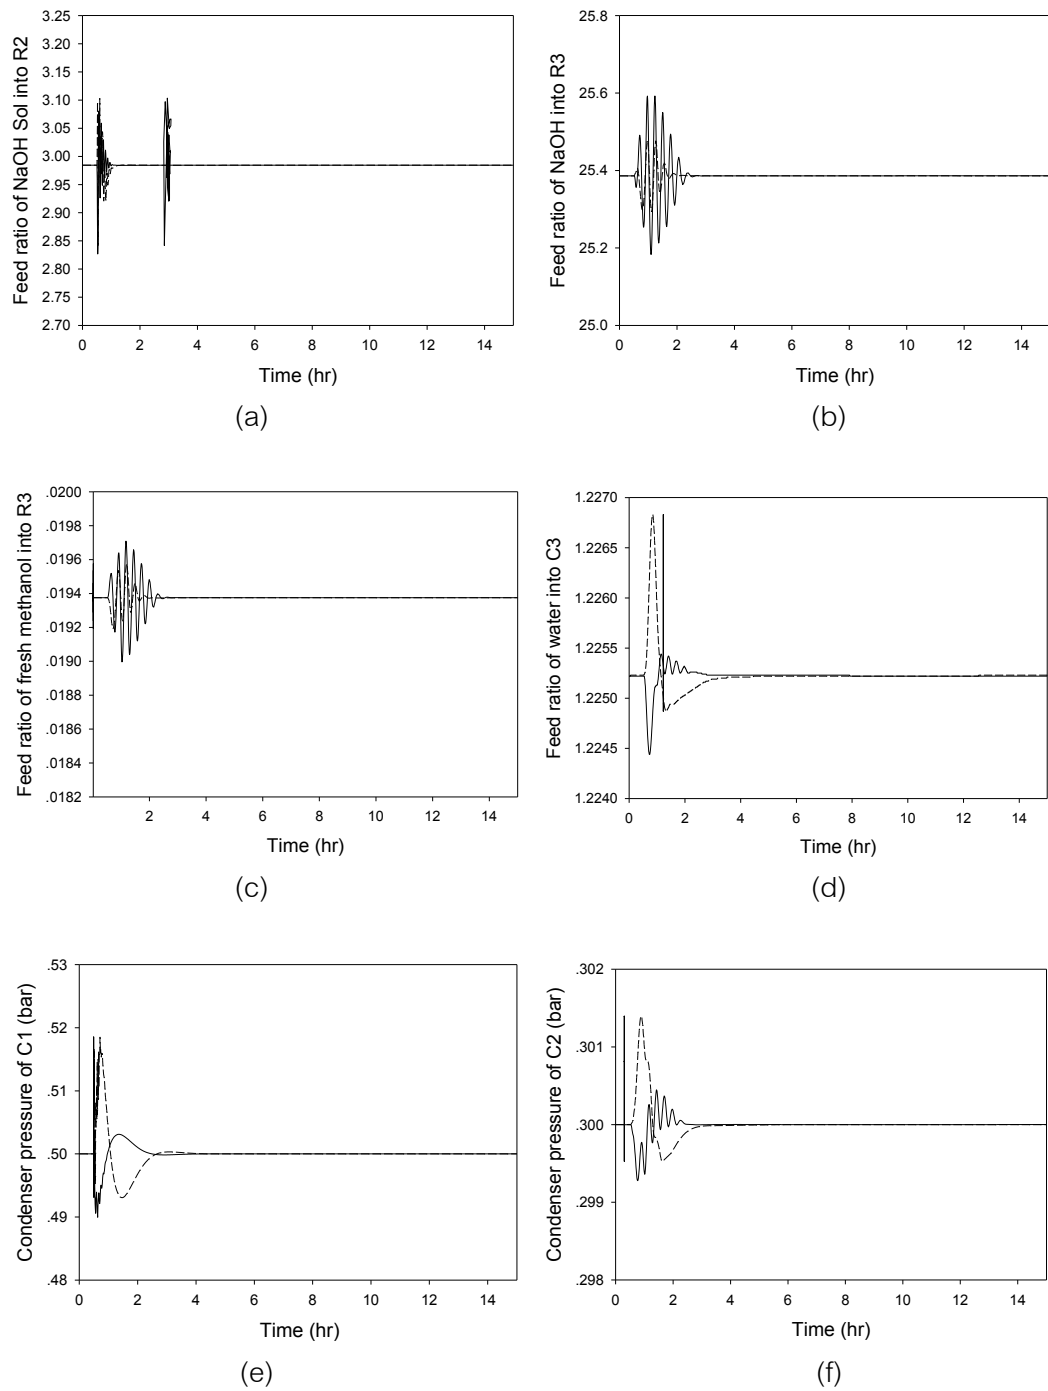 Feed ratio of NaOH Sol into R2
3.25
3.20
3.15
3.10
3.05
3.00
2.95
2.90
2.85
2.80
2.75
2.70
0 2 4 6 8 10 12 14
Time (hr)
(a)
Feed ratio of NaOH into R3
25.8
25.6
25.4
25.2
25.0
0 2 4 6 8 10 12 14
Time (hr)
(b)
Feed ratio of fresh methanol into R3
.0200
.0198
.0196
.0194
.0192
.0190
.0188
.0186
.0184
.0182
2 4 6 8 10 12 14
Time (hr)
(c)
Feed ratio of water into C3
1.2270
1.2265
1.2260
1.2255
1.2250
1.2245
1.2240
0 2 4 6 8 10 12 14
Time (hr)
(d)
Condenser pressure of C1 (bar)
.53
.52
.51
.50
.49
.48
0 2 4 6 8 10 12 14
Time (hr)
(e)
Condenser pressure of C2 (bar)
.302
.301
.300
.299
.298
0 2 4 6 8 10 12 14
Time (hr)
(f)